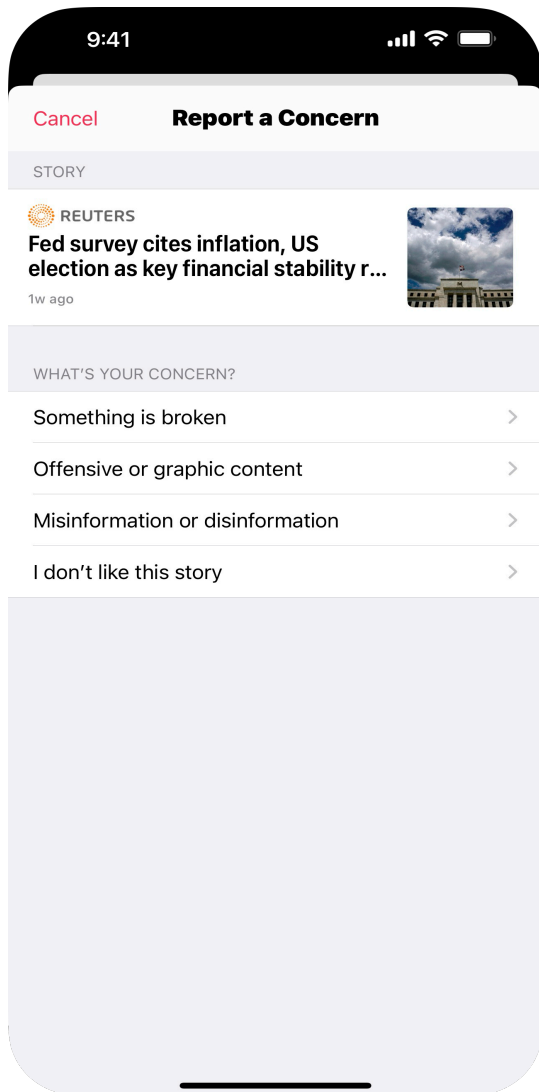 9:41
Cancel
Report a Concern
STORY
REUTERS
Fed survey cites inflation, US
election as key financial stability r...
1w ago
WHAT'S YOUR CONCERN?
Something is broken
Offensive or graphic content
Misinformation or disinformation
I don't like this story